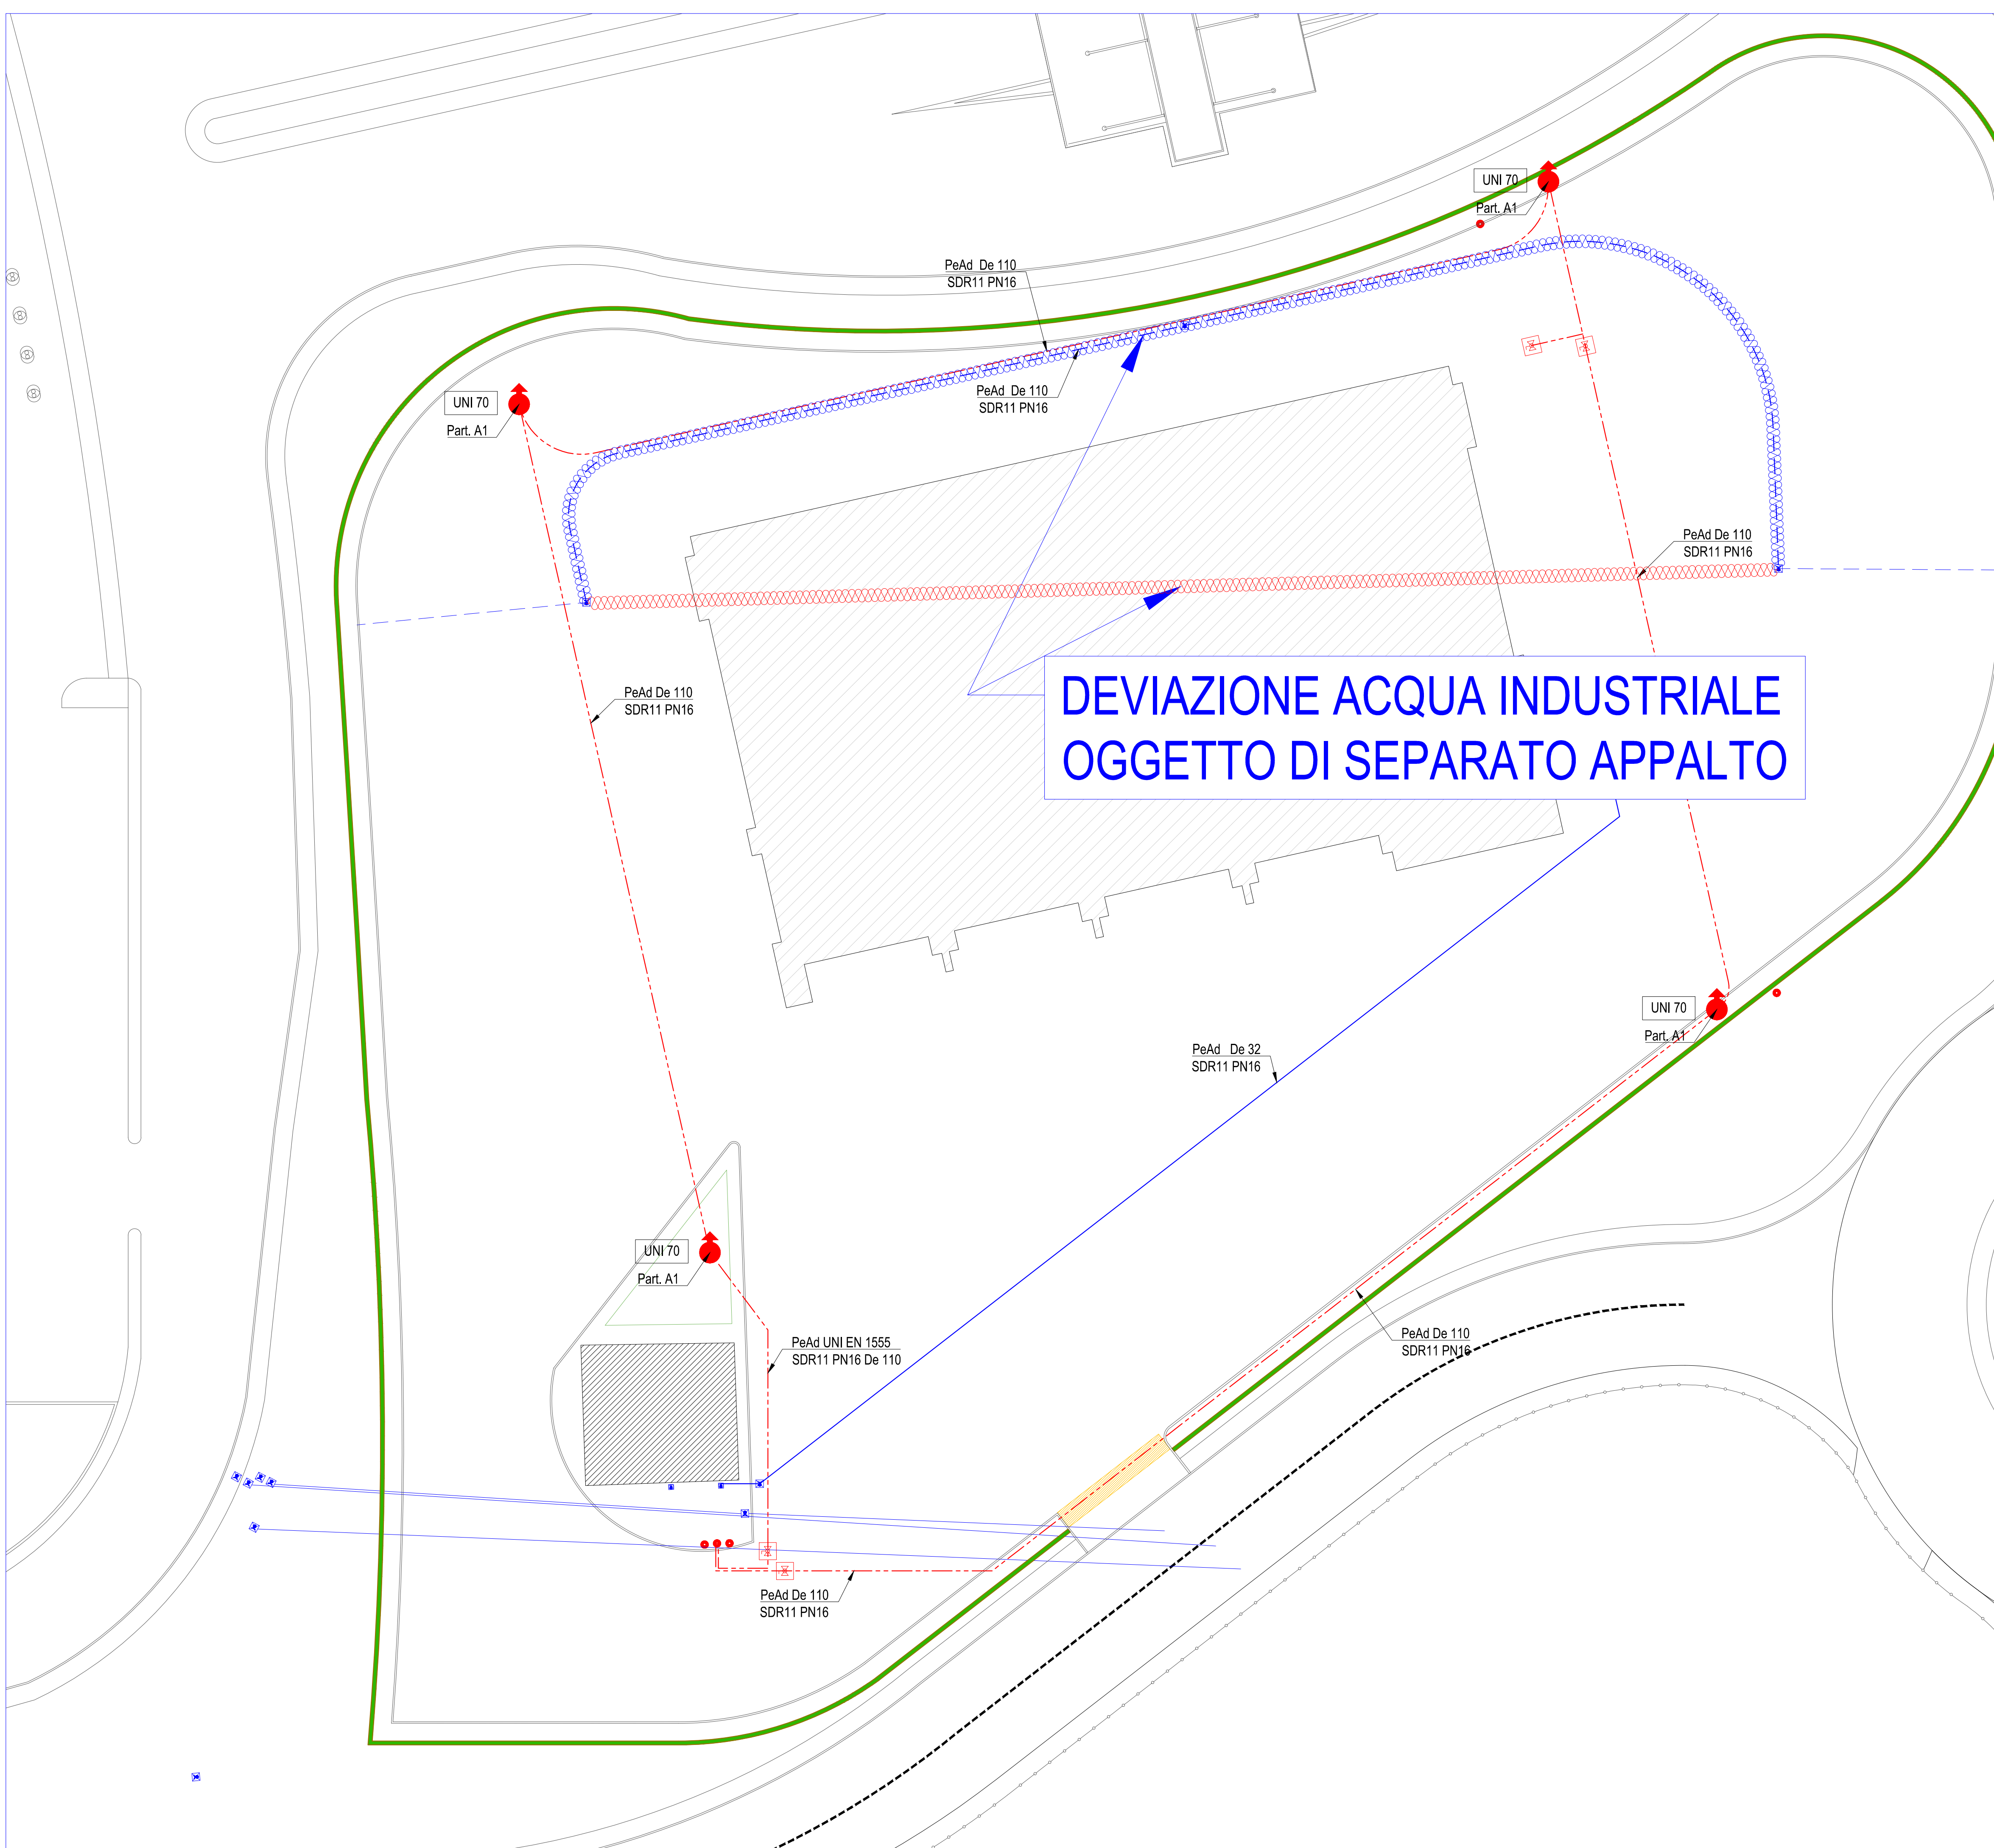 UNI 70
Part. A1
PeAd De 110
SDR11 PN16
PeAd De 110
SDR11 PN16
UNI 70
Part. A1
PeAd De 110
SDR11 PN16
PeAd De 110
SDR11 PN16
DEVIAZIONE ACQUA INDUSTRIALE
OGGETTO DI SEPARATO APPALTO
UNI 70
Part. A1
PeAd De 32
SDR11 PN16
UNI 70
Part. A1
PeAd UNI EN 1555
SDR11 PN16 De 110
PeAd De 110
SDR11 PN16
PeAd De 110
SDR11 PN16